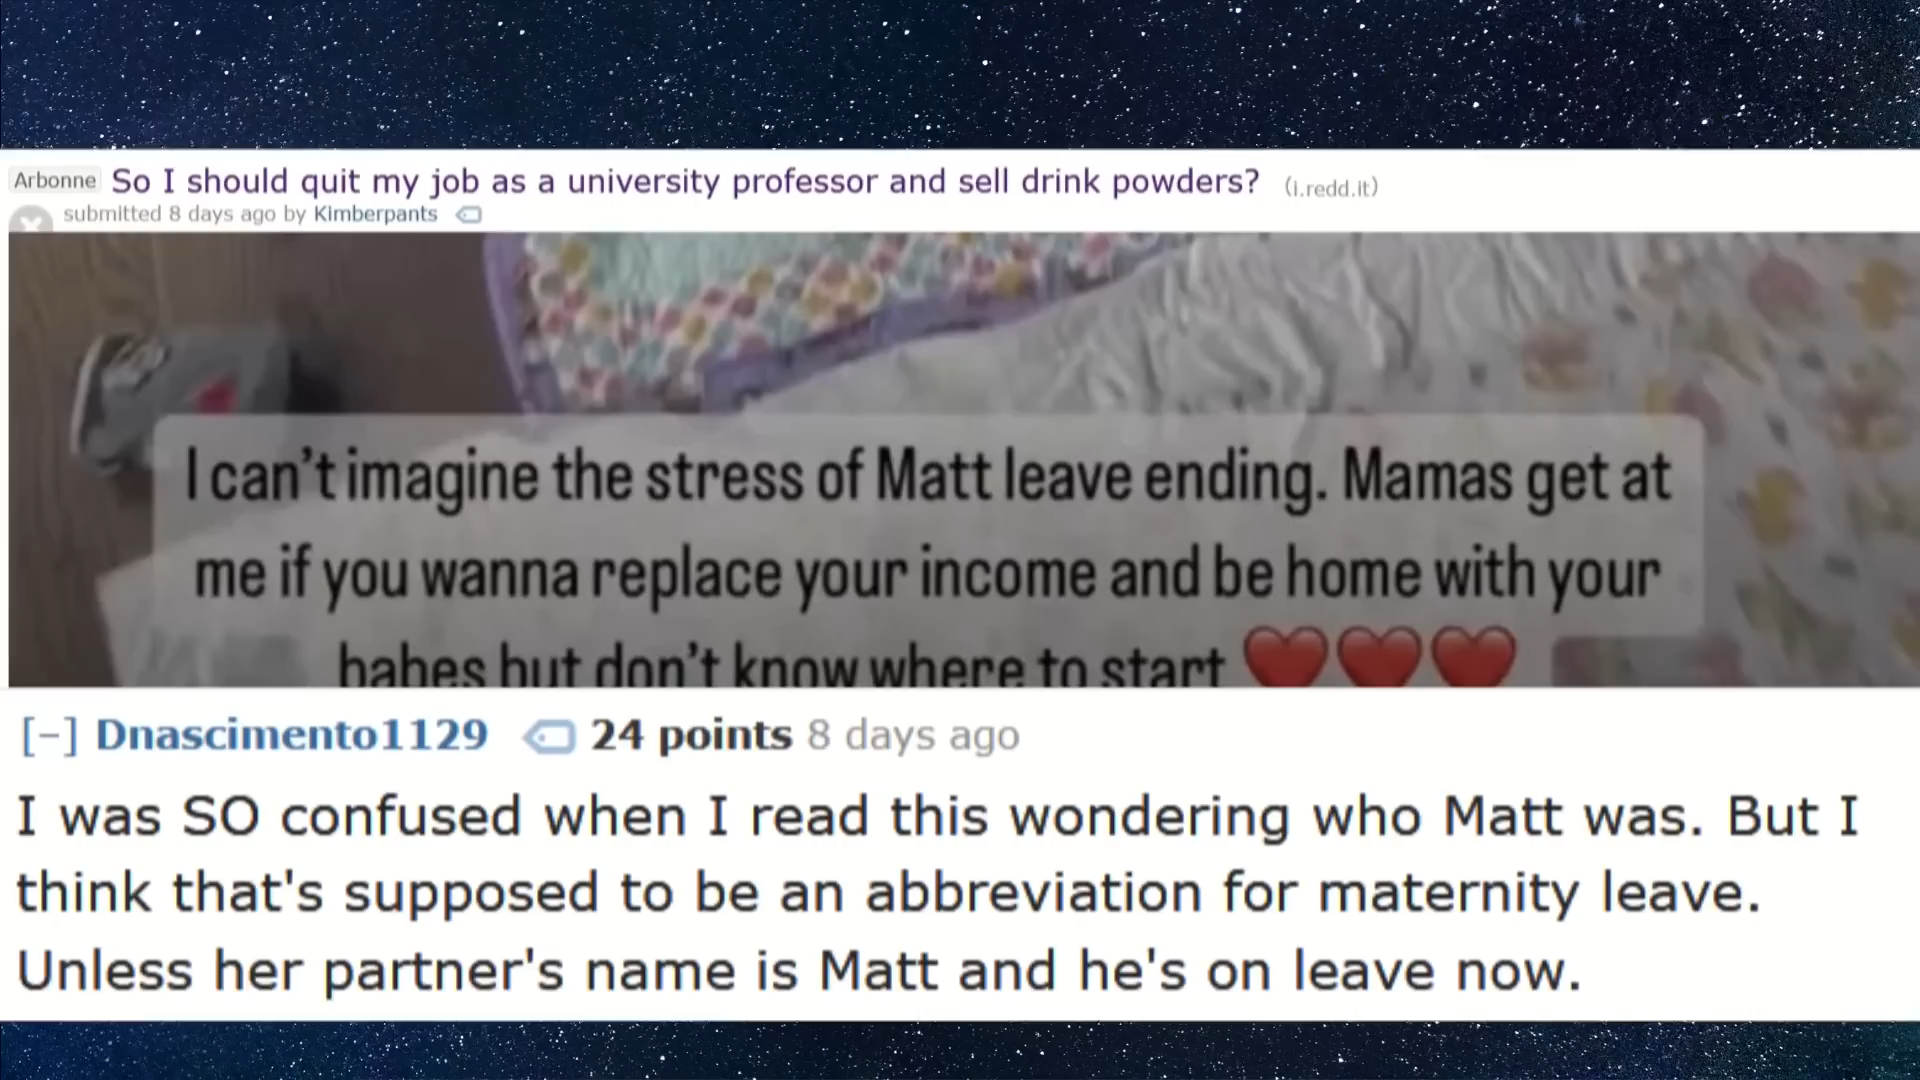 Arbonne So I should quit my job as a university professor and sell drink powders? (i.redd.it)
submitted 8 days ago by Kimberpants
I can't imagine the stress of Matt leave ending. Mamas get at
me if you wanna replace your income and be home with your
babes but don't know where to start ❤️❤️❤️
[-] Dnascimento1129 24 points 8 days ago
I was SO confused when I read this wondering who Matt was. But I
think that's supposed to be an abbreviation for maternity leave.
Unless her partner's name is Matt and he's on leave now.